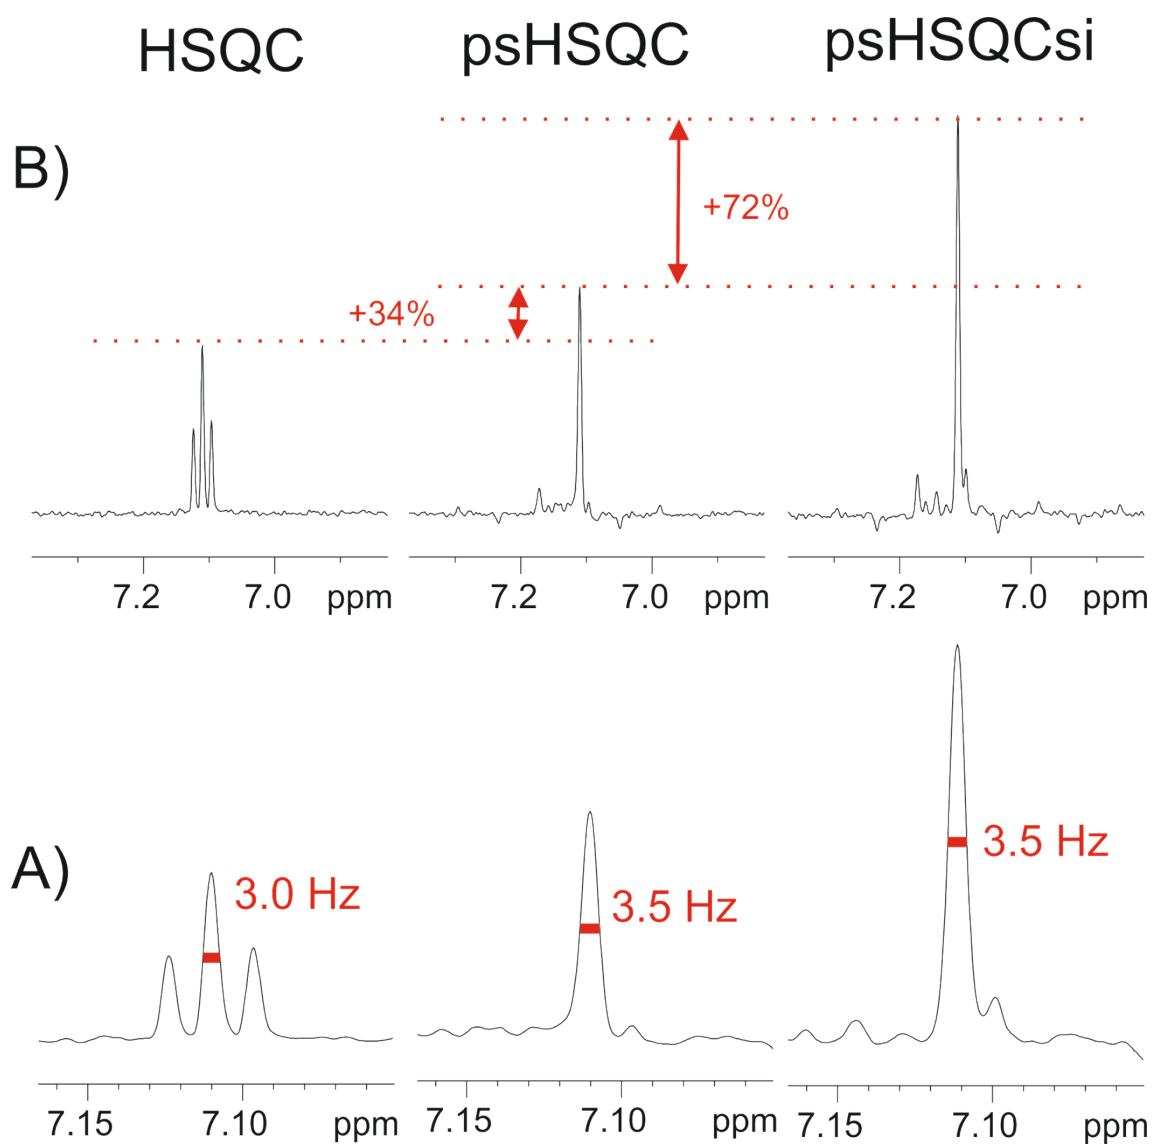 HSQC psHSQC psHSQCsi
B)
+72%
+34%
7.2 7.0 ppm 7.2 7.0 ppm 7.2 7.0 ppm
A)
3.0 Hz 3.5 Hz 3.5 Hz
7.15 7.10 ppm 7.15 7.10 ppm 7.15 7.10 ppm